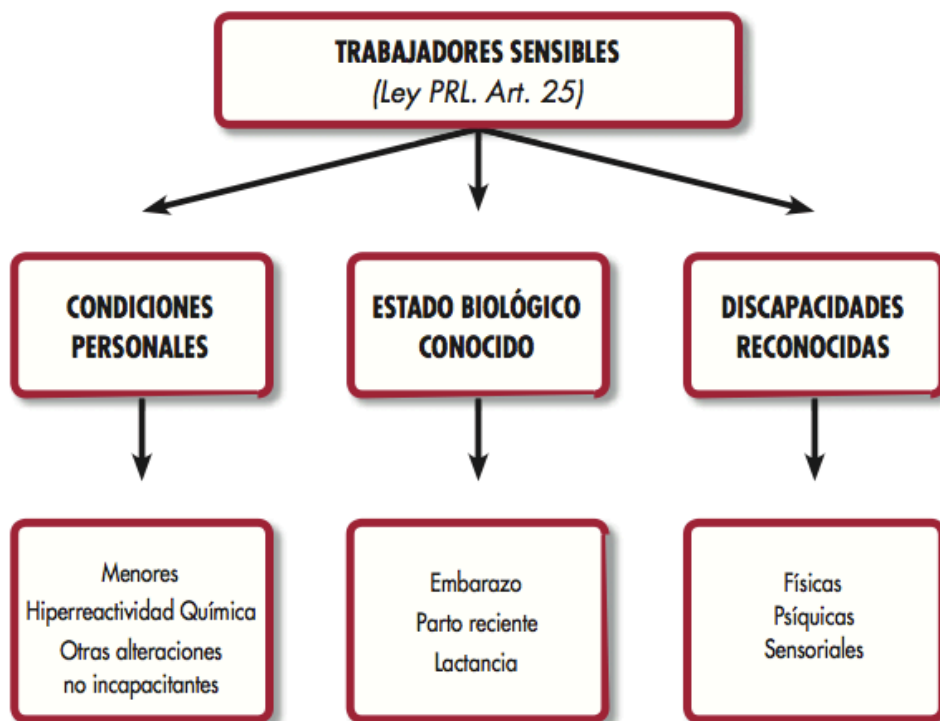 TRABAJADORES SENSIBLES
(Ley PRL. Art. 25)
CONDICIONES
PERSONALES
ESTADO BIOLÓGICO
CONOCIDO
DISCAPACIDADES
RECONOCIDAS
Menores
Hiperreactividad Química
Otras alteraciones
no incapacitantes
Embarazo
Parto reciente
Lactancia
Físicas
Psíquicas
Sensoriales